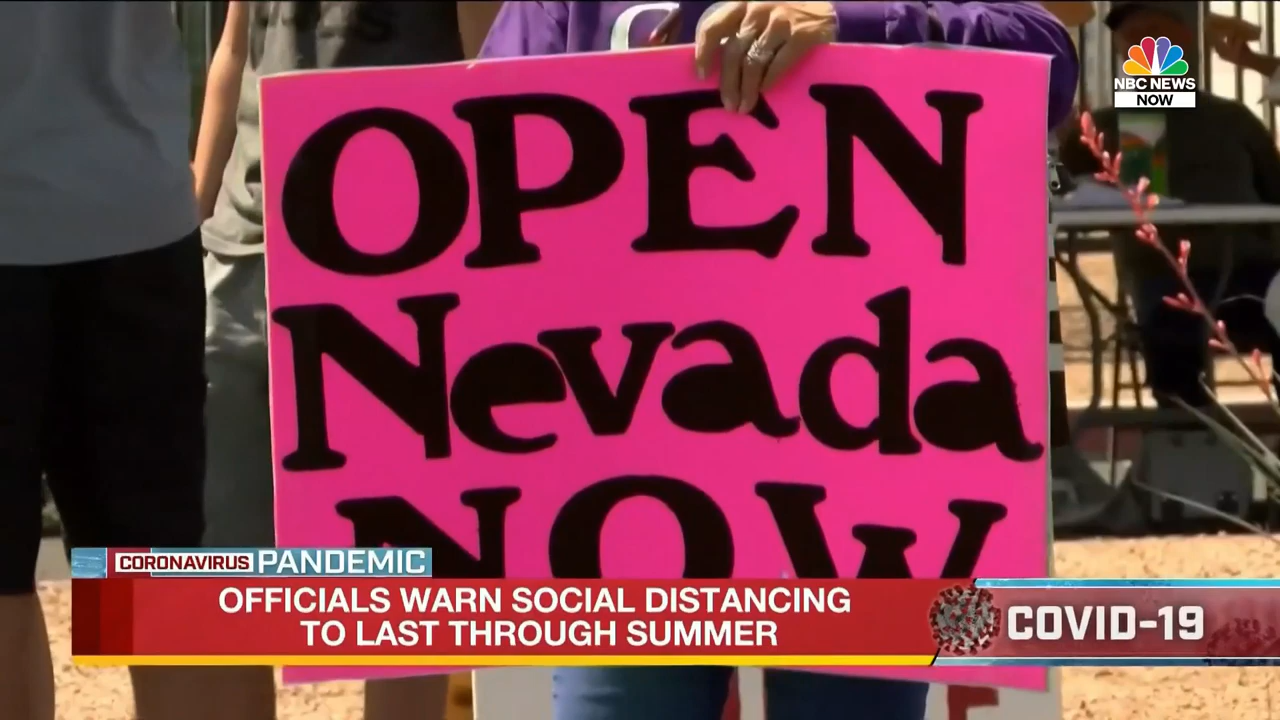 NBC NEWS
NOW
OPEN
Nevada
NOW
CORONAVIRUS PANDEMIC
OFFICIALS WARN SOCIAL DISTANCING
TO LAST THROUGH SUMMER
COVID-19